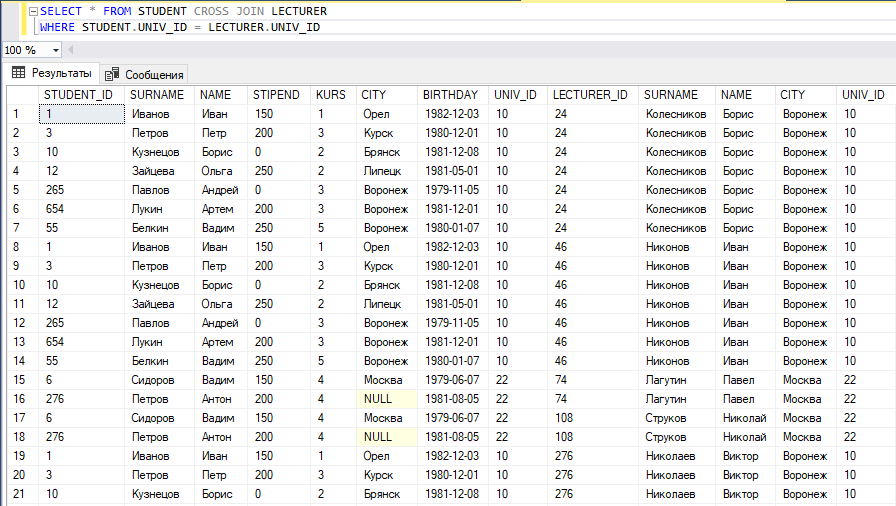 SELECT * FROM STUDENT CROSS JOIN LECTURER
WHERE STUDENT.UNIV_ID = LECTURER.UNIV_ID
100 %
Результаты Сообщения
STUDENT_ID SURNAME NAME STIPEND KURS CITY BIRTHDAY UNIV_ID LECTURER_ID SURNAME NAME CITY UNIV_ID
1 1 Иванов Иван 150 1 Орел 1982-12-03 10 24 Колесников Борис Воронеж 10
2 3 Петров Петр 200 3 Курск 1980-12-01 10 24 Колесников Борис Воронеж 10
3 10 Кузнецов Борис 0 2 Брянск 1981-12-08 10 24 Колесников Борис Воронеж 10
4 12 Зайцева Ольга 250 2 Липецк 1981-05-01 10 24 Колесников Борис Воронеж 10
5 265 Павлов Андрей 0 3 Воронеж 1979-11-05 10 24 Колесников Борис Воронеж 10
6 654 Лукин Артем 200 3 Воронеж 1981-12-01 10 24 Колесников Борис Воронеж 10
7 55 Белкин Вадим 250 5 Воронеж 1980-01-07 10 24 Колесников Борис Воронеж 10
8 1 Иванов Иван 150 1 Орел 1982-12-03 10 46 Никонов Иван Воронеж 10
9 3 Петров Петр 200 3 Курск 1980-12-01 10 46 Никонов Иван Воронеж 10
10 10 Кузнецов Борис 0 2 Брянск 1981-12-08 10 46 Никонов Иван Воронеж 10
11 12 Зайцева Ольга 250 2 Липецк 1981-05-01 10 46 Никонов Иван Воронеж 10
12 265 Павлов Андрей 0 3 Воронеж 1979-11-05 10 46 Никонов Иван Воронеж 10
13 654 Лукин Артем 200 3 Воронеж 1981-12-01 10 46 Никонов Иван Воронеж 10
14 55 Белкин Вадим 250 5 Воронеж 1980-01-07 10 46 Никонов Иван Воронеж 10
15 6 Сидоров Вадим 150 4 Москва 1979-06-07 22 74 Лагутин Павел Москва 22
16 276 Петров Антон 200 4 NULL 1981-08-05 22 74 Лагутин Павел Москва 22
17 6 Сидоров Вадим 150 4 Москва 1979-06-07 22 108 Струков Николай Москва 22
18 276 Петров Антон 200 4 NULL 1981-08-05 22 108 Струков Николай Москва 22
19 1 Иванов Иван 150 1 Орел 1982-12-03 10 276 Николаев Виктор Воронеж 10
20 3 Петров Петр 200 3 Курск 1980-12-01 10 276 Николаев Виктор Воронеж 10
21 10 Кузнецов Борис 0 2 Брянск 1981-12-08 10 276 Николаев Виктор Воронеж 10